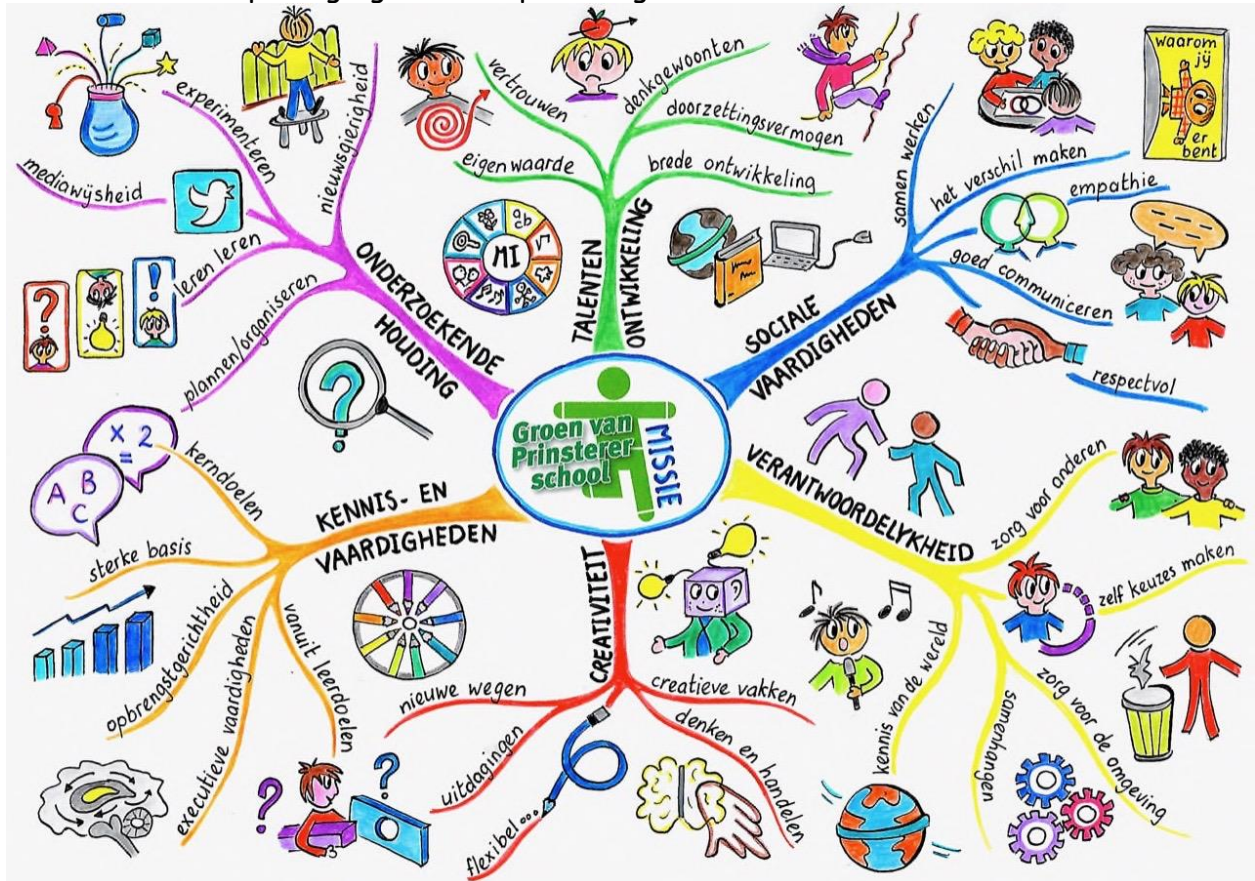 experimenteren
nieuwsgierigheid
mediawijsheid
leren leren
plannen/organiseren
ONDERZOEKENDE
HOUDING
?
?
!
vertrouwen
eigenwaarde
denkgewoonten
doorzettingsvermogen
brede ontwikkeling
TALENTEN
ONTWIKKELING
ab
MI
samen werken
het verschil maken
empathie
goed communiceren
respectvol
SOCIALE
VAARDIGHEDEN
waarom
jij
er
bent
?
Groen van
Prinsterer
school
MISSIE
X 2
=
A B
C
kerndoelen
sterke basis
opbrengstgerichtheid
executieve vaardigheden
vanuit leerdoelen
KENNIS- EN
VAARDIGHEDEN
CREATIVITEIT
nieuwe wegen
uitdagingen
flexibel...
creatieve vakken
denken en handelen
?
?
VERANTWOORDELYKHEID
zorg voor anderen
zelf keuzes maken
zorg voor de omgeving
samenhangen
kennis van de wereld